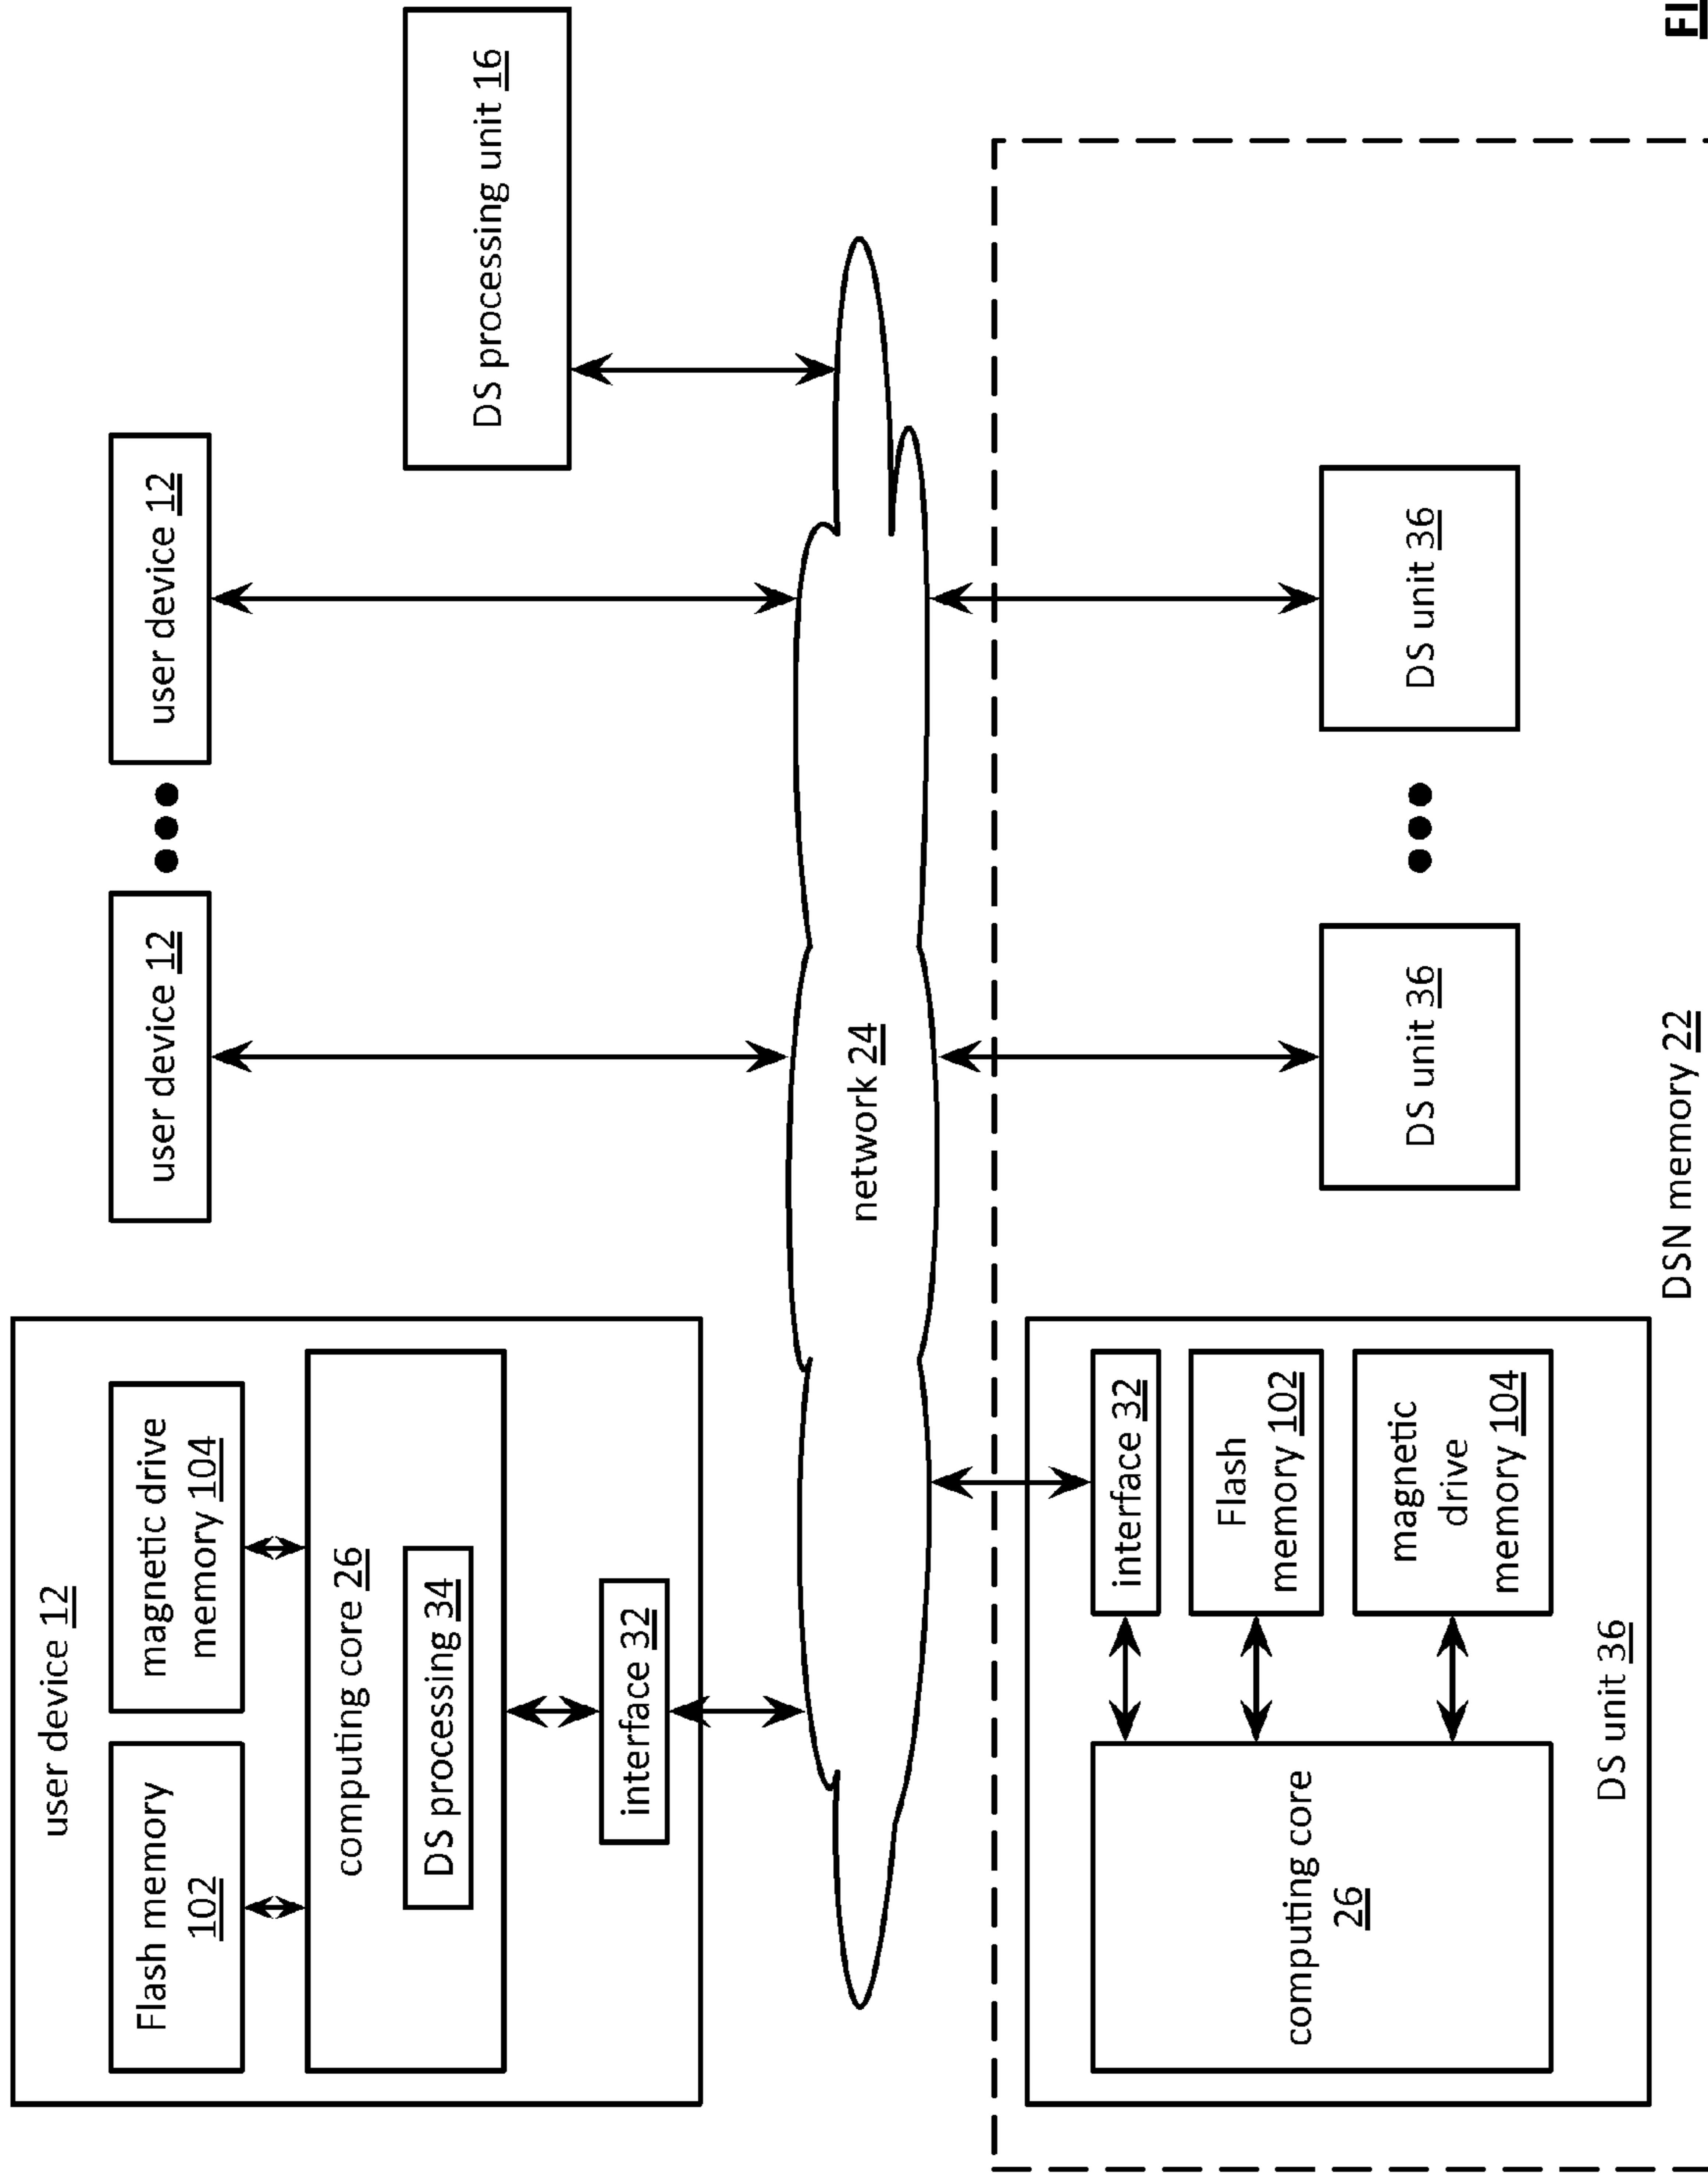 user device 12
Flash memory
102
magnetic drive
memory 104
computing core 26
DS processing 34
interface 32
user device 12
user device 12
DS processing unit 16
network 24
computing core
26
interface 32
Flash
memory 102
magnetic
drive
memory 104
DS unit 36
DS unit 36
DS unit 36
DSN memory 22